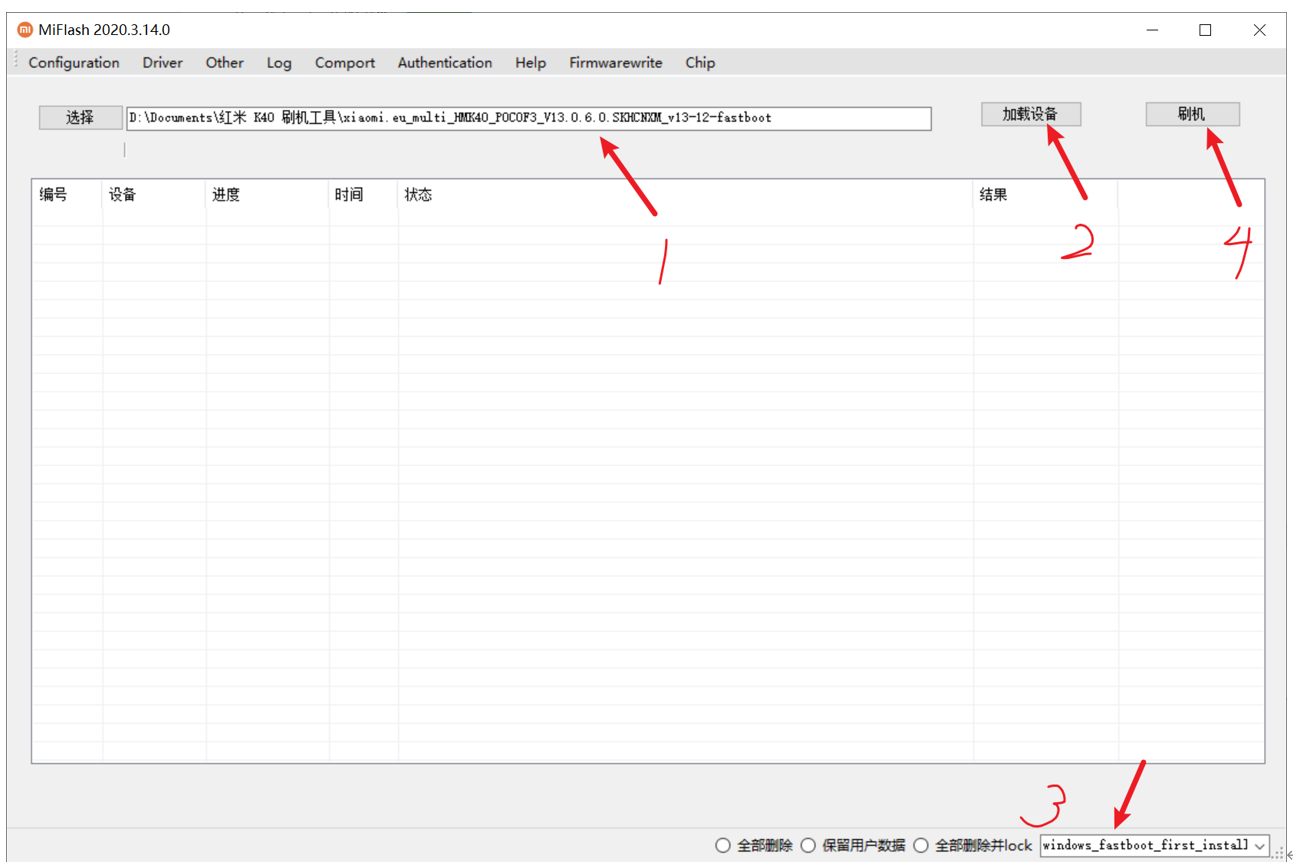 MiFlash 2020.3.14.0
Configuration Driver Other Log Comport Authentication Help Firmwarewrite Chip
选择 D:\Documents\红米 K40 刷机工具\xiaomi.eu_multi_HMK40_POCOF3_V13.0.6.0.SKHCNXM_v13-12-fastboot 加载设备 刷机
编号 设备 进度 时间 状态 结果
1
2
4
3
全部删除 保留用户数据 全部删除并lock windows_fastboot_first_install